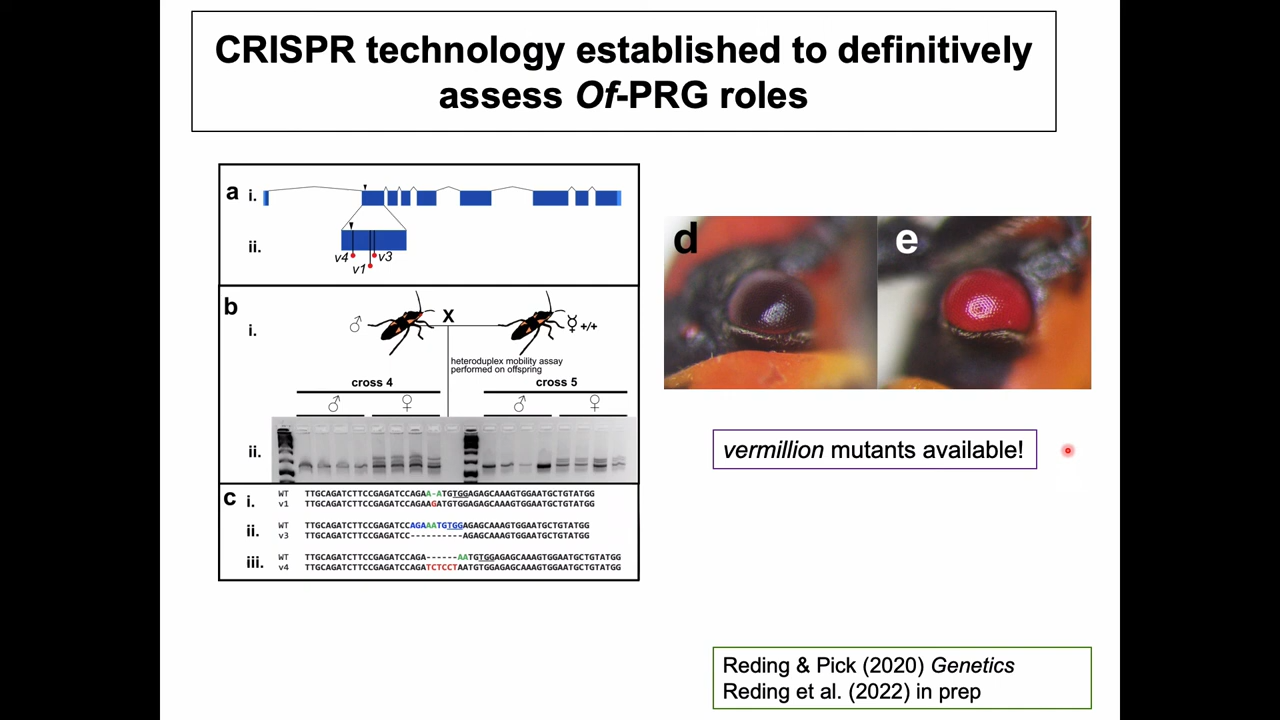 CRISPR technology established to definitively
assess Of-PRG roles
a i.
ii.
v4
v1
v3
b
i.
♂
X
⚥ +/+
heteroduplex mobility assay
performed on offspring
cross 4
cross 5
♂ ♀ ♂ ♀
ii.
c i.
WT TTGCAGATCTTCCGAGATCCAGAA-ATGTGGAGAGCAAAGTGGAATGCTGTATGG
v1 TTGCAGATCTTCCGAGATCCAGAAGATGTGGAGAGCAAAGTGGAATGCTGTATGG
ii.
WT TTGCAGATCTTCCGAGATCCAGAAATGTGGAGAGCAAAGTGGAATGCTGTATGG
v3 TTGCAGATCTTCCGAGATCC----------AGAGCAAAGTGGAATGCTGTATGG
iii.
WT TTGCAGATCTTCCGAGATCCAGA------AATGTGGAGAGCAAAGTGGAATGCTGTATGG
v4 TTGCAGATCTTCCGAGATCCAGATCTCCTAATGTGGAGAGCAAAGTGGAATGCTGTATGG
d
e
vermillion mutants available!
Reding & Pick (2020) Genetics
Reding et al. (2022) in prep